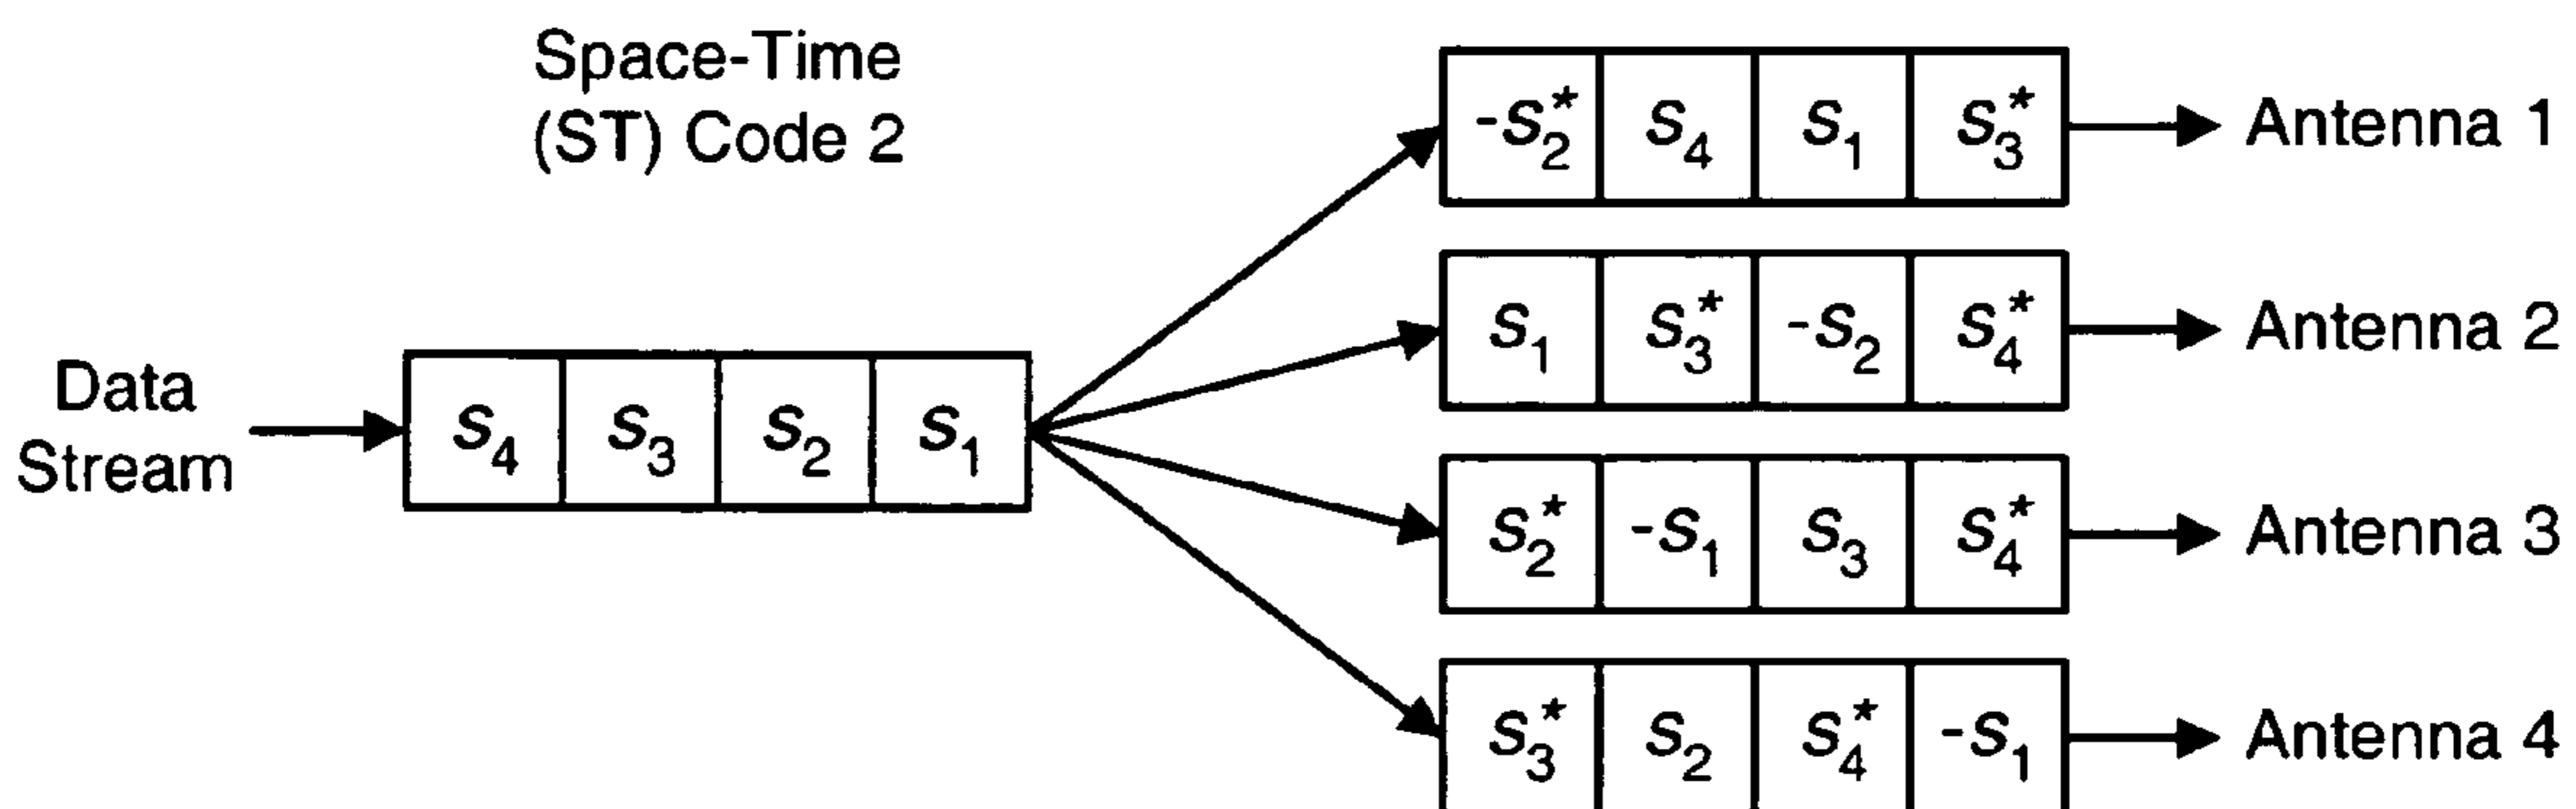 Space-Time
(ST) Code 2
Data
Stream
s₄ s₃ s₂ s₁
-s₂* s₄ s₁ s₃* Antenna 1
s₁ s₃* -s₂ s₄* Antenna 2
s₂* -s₁ s₃ s₄* Antenna 3
s₃* s₂ s₄* -s₁ Antenna 4